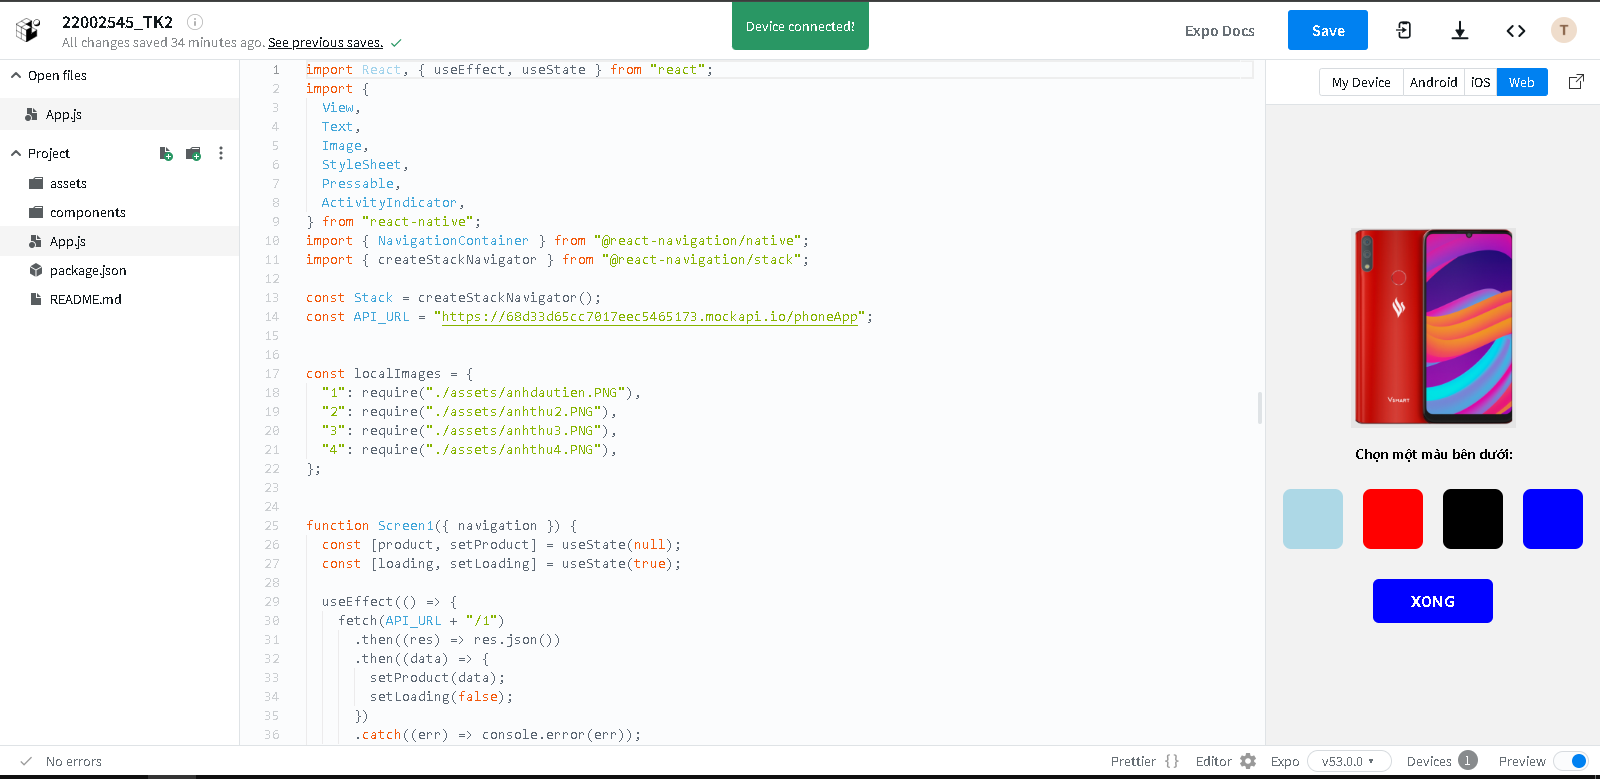 22002545_TK2
All changes saved 34 minutes ago. See previous saves.
Device connected!
Expo Docs
Save
T
Open files
App.js
Project
assets
components
App.js
package.json
README.md
1 import React, { useEffect, useState } from "react";
2 import {
3 View,
4 Text,
5 Image,
6 StyleSheet,
7 Pressable,
8 ActivityIndicator,
9 } from "react-native";
10 import { NavigationContainer } from "@react-navigation/native";
11 import { createStackNavigator } from "@react-navigation/stack";
12
13 const Stack = createStackNavigator();
14 const API_URL = "https://68d33d65cc7017eec5465173.mockapi.io/phoneApp";
15
16
17 const localImages = {
18 "1": require("./assets/anhdautien.PNG"),
19 "2": require("./assets/anhthu2.PNG"),
20 "3": require("./assets/anhthu3.PNG"),
21 "4": require("./assets/anhthu4.PNG"),
22 };
23
24
25 function Screen1({ navigation }) {
26 const [product, setProduct] = useState(null);
27 const [loading, setLoading] = useState(true);
28
29 useEffect(() => {
30 fetch(API_URL + "/1")
31 .then((res) => res.json())
32 .then((data) => {
33 setProduct(data);
34 setLoading(false);
35 })
36 .catch((err) => console.error(err));
My Device
Android
iOS
Web
VSMART
Chọn một màu bên dưới:
XONG
No errors
Prettier { }
Editor
Expo
v53.0.0
Devices 1
Preview